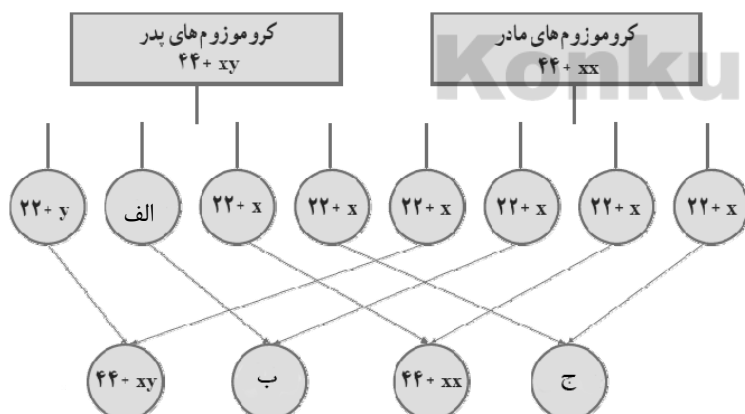 کروموزوم‌های مادر
۴۴+ xx
کروموزوم‌های پدر
۴۴+ xy
Konku
۲۲+ y
الف
۲۲+ x
۲۲+ x
۲۲+ x
۲۲+ x
۲۲+ x
۲۲+ x
۴۴+ xy
ب
۴۴+ xx
ج